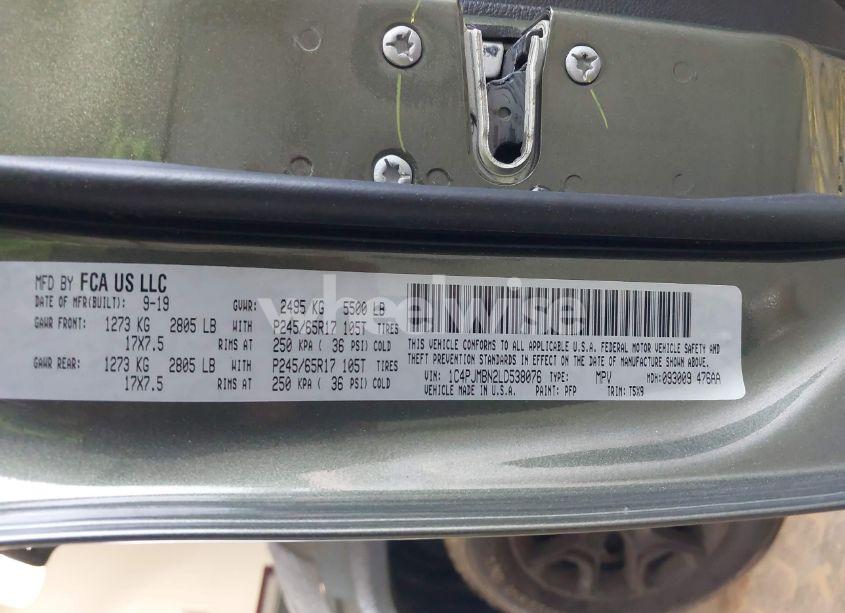 MFD BY FCA US LLC
DATE OF MFR(BUILT): 9-19 GVWR: 2495 KG 5500 LB
GAWR FRONT: 1273 KG 2805 LB WITH P245/65R17 105T TIRES
17X7.5 RIMS AT 250 KPA ( 36 PSI) COLD
GAWR REAR: 1273 KG 2805 LB WITH P245/65R17 105T TIRES
17X7.5 RIMS AT 250 KPA ( 36 PSI) COLD
THIS VEHICLE CONFORMS TO ALL APPLICABLE U.S.A. FEDERAL MOTOR VEHICLE SAFETY AND
THEFT PREVENTION STANDARDS IN EFFECT ON THE DATE OF MANUFACTURE SHOWN ABOVE.
VIN: 1C4PJMBN2LD538076 TYPE: MPV MDH: 093009 476AA
VEHICLE MADE IN U.S.A. PAINT: PFP TRIM: T5X9
wheelwise